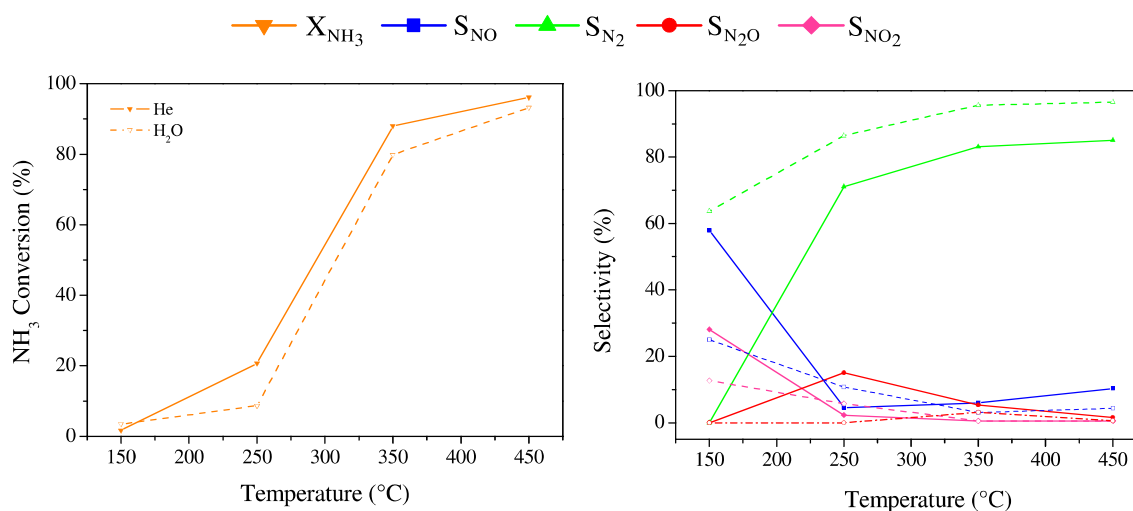 X_NH3 S_NO S_N2 S_N2O S_NO2
100
80
60
40
20
0
NH3 Conversion (%)
He
H2O
150 200 250 300 350 400 450
Temperature (°C)
100
80
60
40
20
0
Selectivity (%)
150 200 250 300 350 400 450
Temperature (°C)